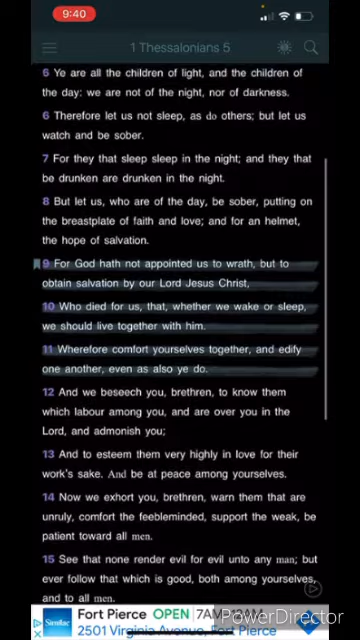 9:40
1 Thessalonians 5
5 Ye are all the children of light, and the children of
the day: we are not of the night, nor of darkness.
6 Therefore let us not sleep, as do others; but let us
watch and be sober.
7 For they that sleep sleep in the night; and they that
be drunken are drunken in the night.
8 But let us, who are of the day, be sober, putting on
the breastplate of faith and love; and for an helmet,
the hope of salvation.
9 For God hath not appointed us to wrath, but to
obtain salvation by our Lord Jesus Christ,
10 Who died for us, that, whether we wake or sleep,
we should live together with him.
11 Wherefore comfort yourselves together, and edify
one another, even as also ye do.
12 And we beseech you, brethren, to know them
which labour among you, and are over you in the
Lord, and admonish you;
13 And to esteem them very highly in love for their
work's sake. And be at peace among yourselves.
14 Now we exhort you, brethren, warn them that are
unruly, comfort the feebleminded, support the weak, be
patient toward all men.
15 See that none render evil for evil unto any man; but
ever follow that which is good, both among yourselves,
and to all men.
Fort Pierce OPEN 7AM–12AM
2501 Virginia Avenue, Fort Pierce
PowerDirector